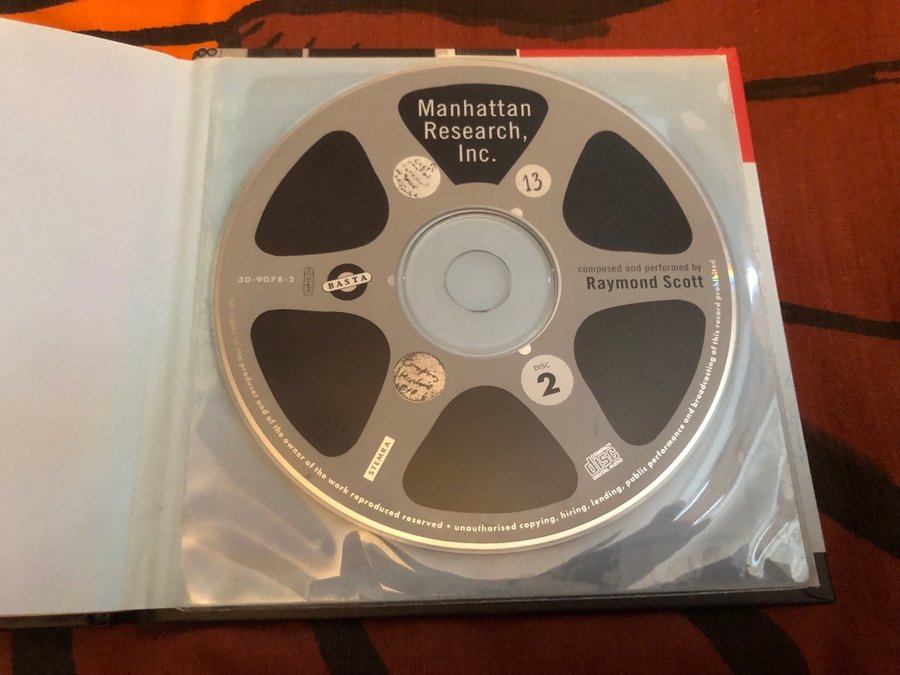 Manhattan
Research,
Inc.
13
30-9078-2
BASTA
composed and performed by
Raymond Scott
DISC
2
STEMRA
COMPACT
disc
DIGITAL AUDIO
all rights of the producer and of the owner of the work reproduced reserved • unauthorised copying, hiring, lending, public performance and broadcasting of this record prohibited